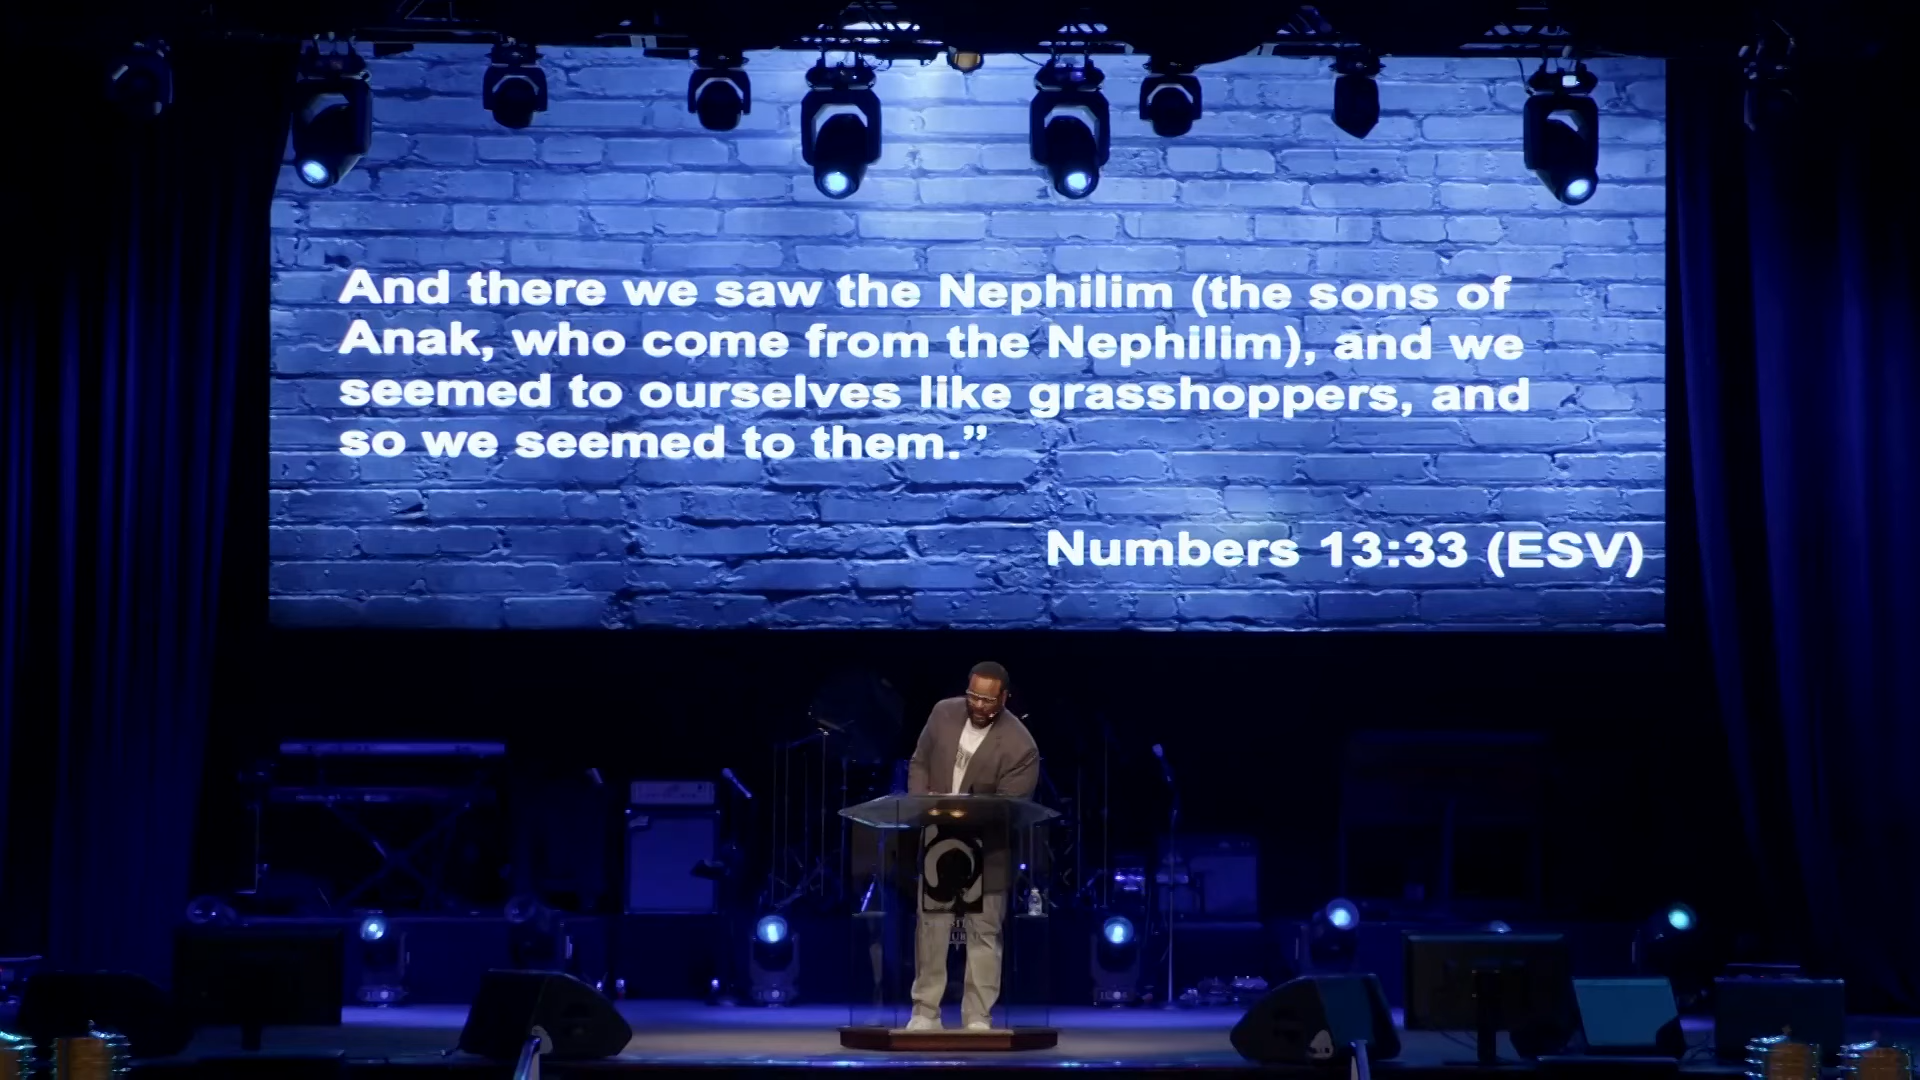 And there we saw the Nephilim (the sons of
Anak, who come from the Nephilim), and we
seemed to ourselves like grasshoppers, and
so we seemed to them.”
Numbers 13:33 (ESV)